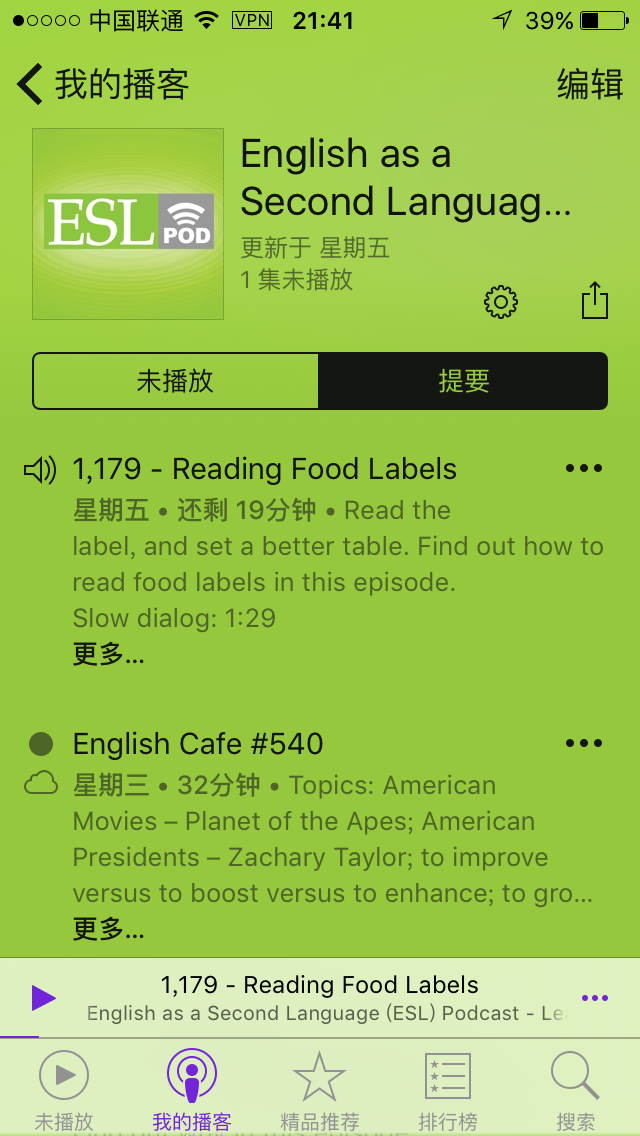 中国联通 VPN 21:41 39%
我的播客 编辑
ESL POD
English as a
Second Languag...
更新于 星期五
1 集未播放
未播放 提要
1,179 - Reading Food Labels
星期五 • 还剩 19分钟 • Read the
label, and set a better table. Find out how to
read food labels in this episode.
Slow dialog: 1:29
更多...
English Cafe #540
星期三 • 32分钟 • Topics: American
Movies – Planet of the Apes; American
Presidents – Zachary Taylor; to improve
versus to boost versus to enhance; to gro...
更多...
1,179 - Reading Food Labels
English as a Second Language (ESL) Podcast - Le
未播放 我的播客 精品推荐 排行榜 搜索